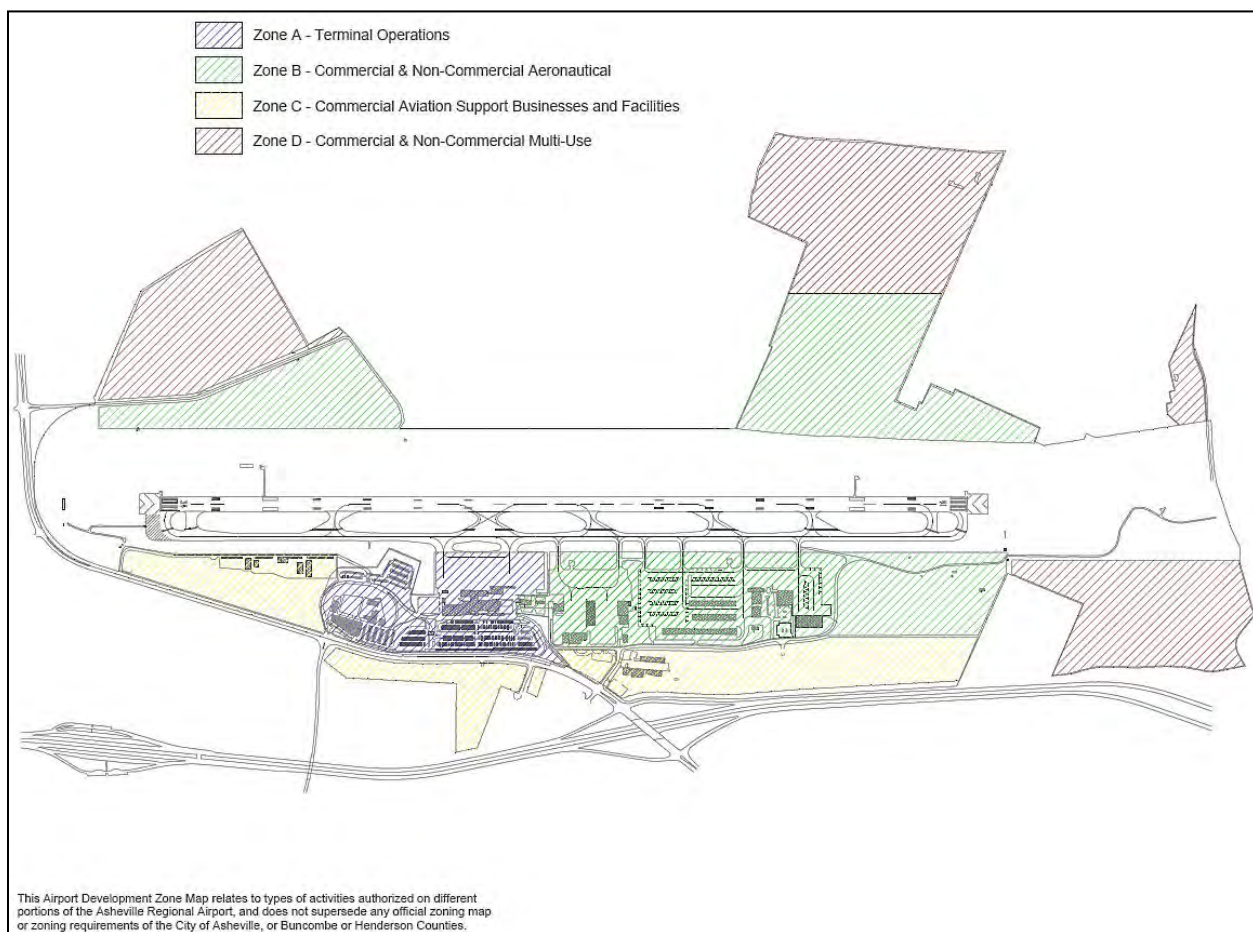 Zone A - Terminal Operations
Zone B - Commercial & Non-Commercial Aeronautical
Zone C - Commercial Aviation Support Businesses and Facilities
Zone D - Commercial & Non-Commercial Multi-Use
This Airport Development Zone Map relates to types of activities authorized on different
portions of the Asheville Regional Airport, and does not supersede any official zoning map
or zoning requirements of the City of Asheville, or Buncombe or Henderson Counties.